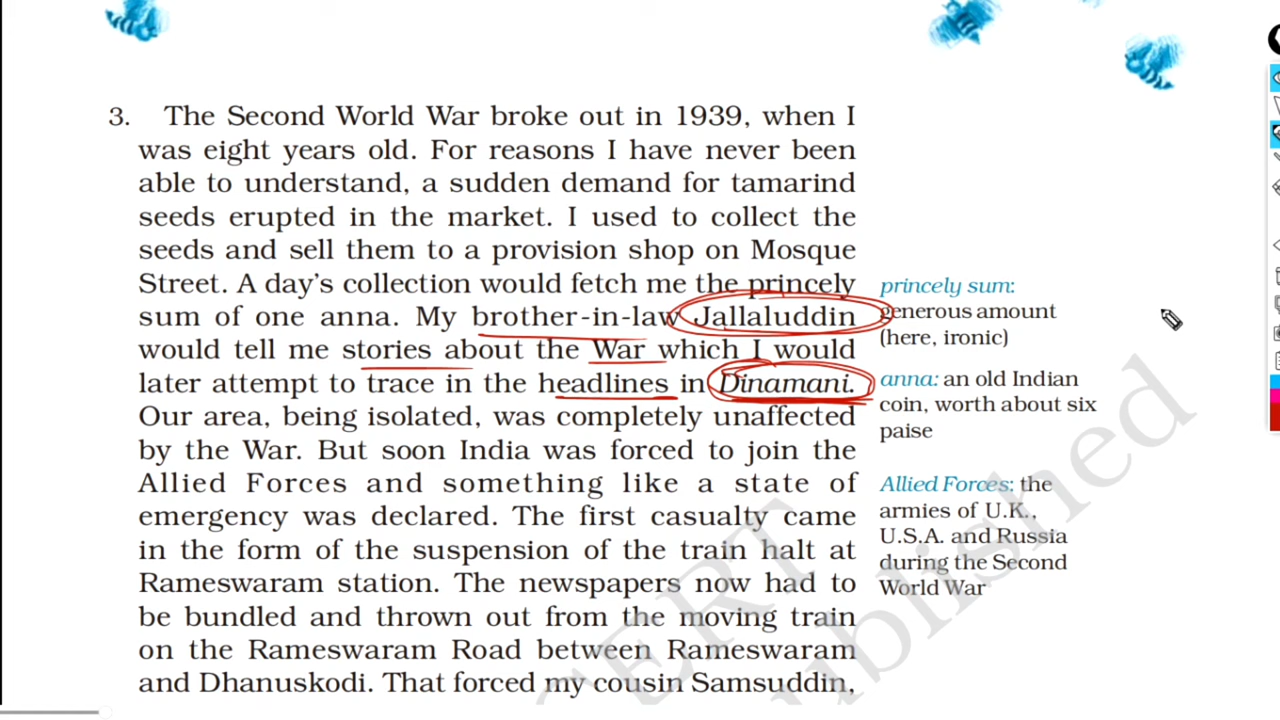 3. The Second World War broke out in 1939, when I
was eight years old. For reasons I have never been
able to understand, a sudden demand for tamarind
seeds erupted in the market. I used to collect the
seeds and sell them to a provision shop on Mosque
Street. A day's collection would fetch me the princely
sum of one anna. My brother-in-law Jallaluddin
would tell me stories about the War which I would
later attempt to trace in the headlines in Dinamani.
Our area, being isolated, was completely unaffected
by the War. But soon India was forced to join the
Allied Forces and something like a state of
emergency was declared. The first casualty came
in the form of the suspension of the train halt at
Rameswaram station. The newspapers now had to
be bundled and thrown out from the moving train
on the Rameswaram Road between Rameswaram
and Dhanuskodi. That forced my cousin Samsuddin,
princely sum:
generous amount
(here, ironic)
anna: an old Indian
coin, worth about six
paise
Allied Forces: the
armies of U.K.,
U.S.A. and Russia
during the Second
World War